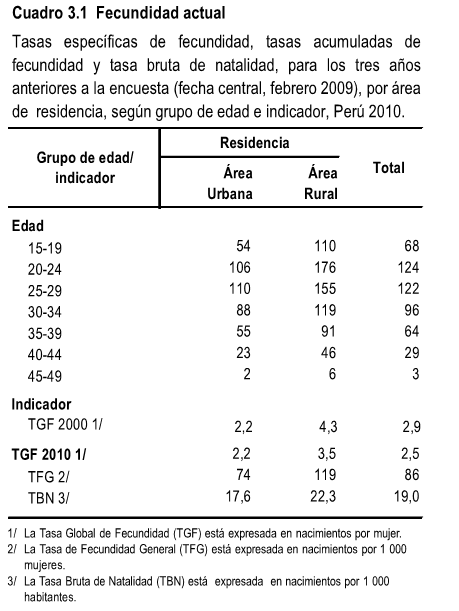 Cuadro 3.1 Fecundidad actual
Tasas específicas de fecundidad, tasas acumuladas de
fecundidad y tasa bruta de natalidad, para los tres años
anteriores a la encuesta (fecha central, febrero 2009), por área
de residencia, según grupo de edad e indicador, Perú 2010.
Grupo de edad/ indicador Residencia Total
Área Urbana Área Rural
Edad
15-19 54 110 68
20-24 106 176 124
25-29 110 155 122
30-34 88 119 96
35-39 55 91 64
40-44 23 46 29
45-49 2 6 3
Indicador
TGF 2000 1/ 2,2 4,3 2,9
TGF 2010 1/ 2,2 3,5 2,5
TFG 2/ 74 119 86
TBN 3/ 17,6 22,3 19,0
1/ La Tasa Global de Fecundidad (TGF) está expresada en nacimientos por mujer.
2/ La Tasa de Fecundidad General (TFG) está expresada en nacimientos por 1 000
mujeres.
3/ La Tasa Bruta de Natalidad (TBN) está expresada en nacimientos por 1 000
habitantes.